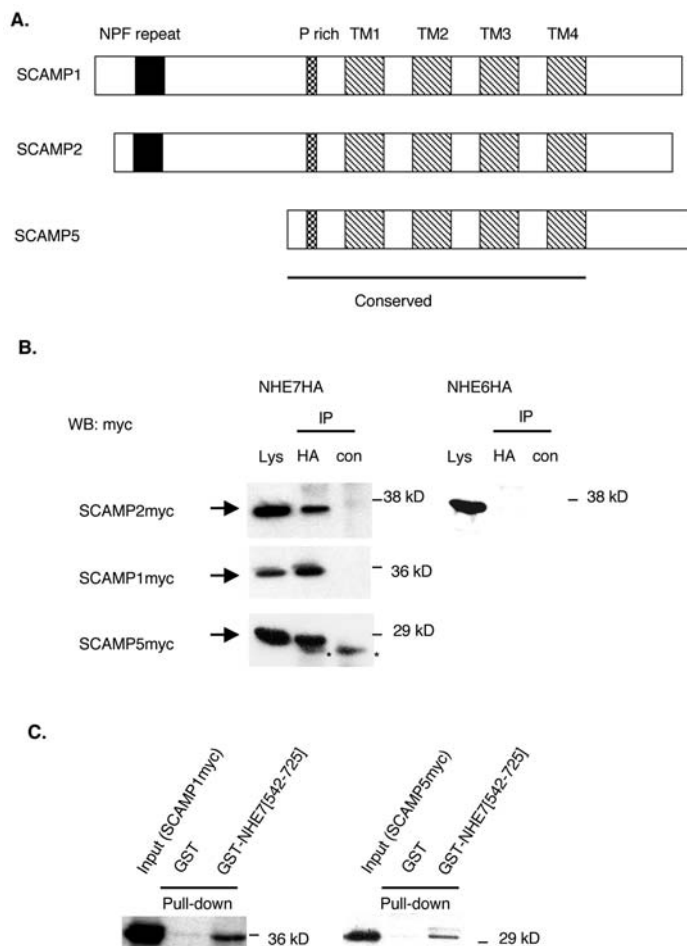 A.
NPF repeat P rich TM1 TM2 TM3 TM4
SCAMP1
SCAMP2
SCAMP5
Conserved
B.
NHE7HA NHE6HA
WB: myc IP IP
Lys HA con Lys HA con
SCAMP2myc 38 kD 38 kD
SCAMP1myc 36 kD
SCAMP5myc 29 kD
* *
C.
Input (SCAMP1myc) GST GST-NHE7[542-725] Input (SCAMP5myc) GST GST-NHE7[542-725]
Pull-down Pull-down
36 kD 29 kD